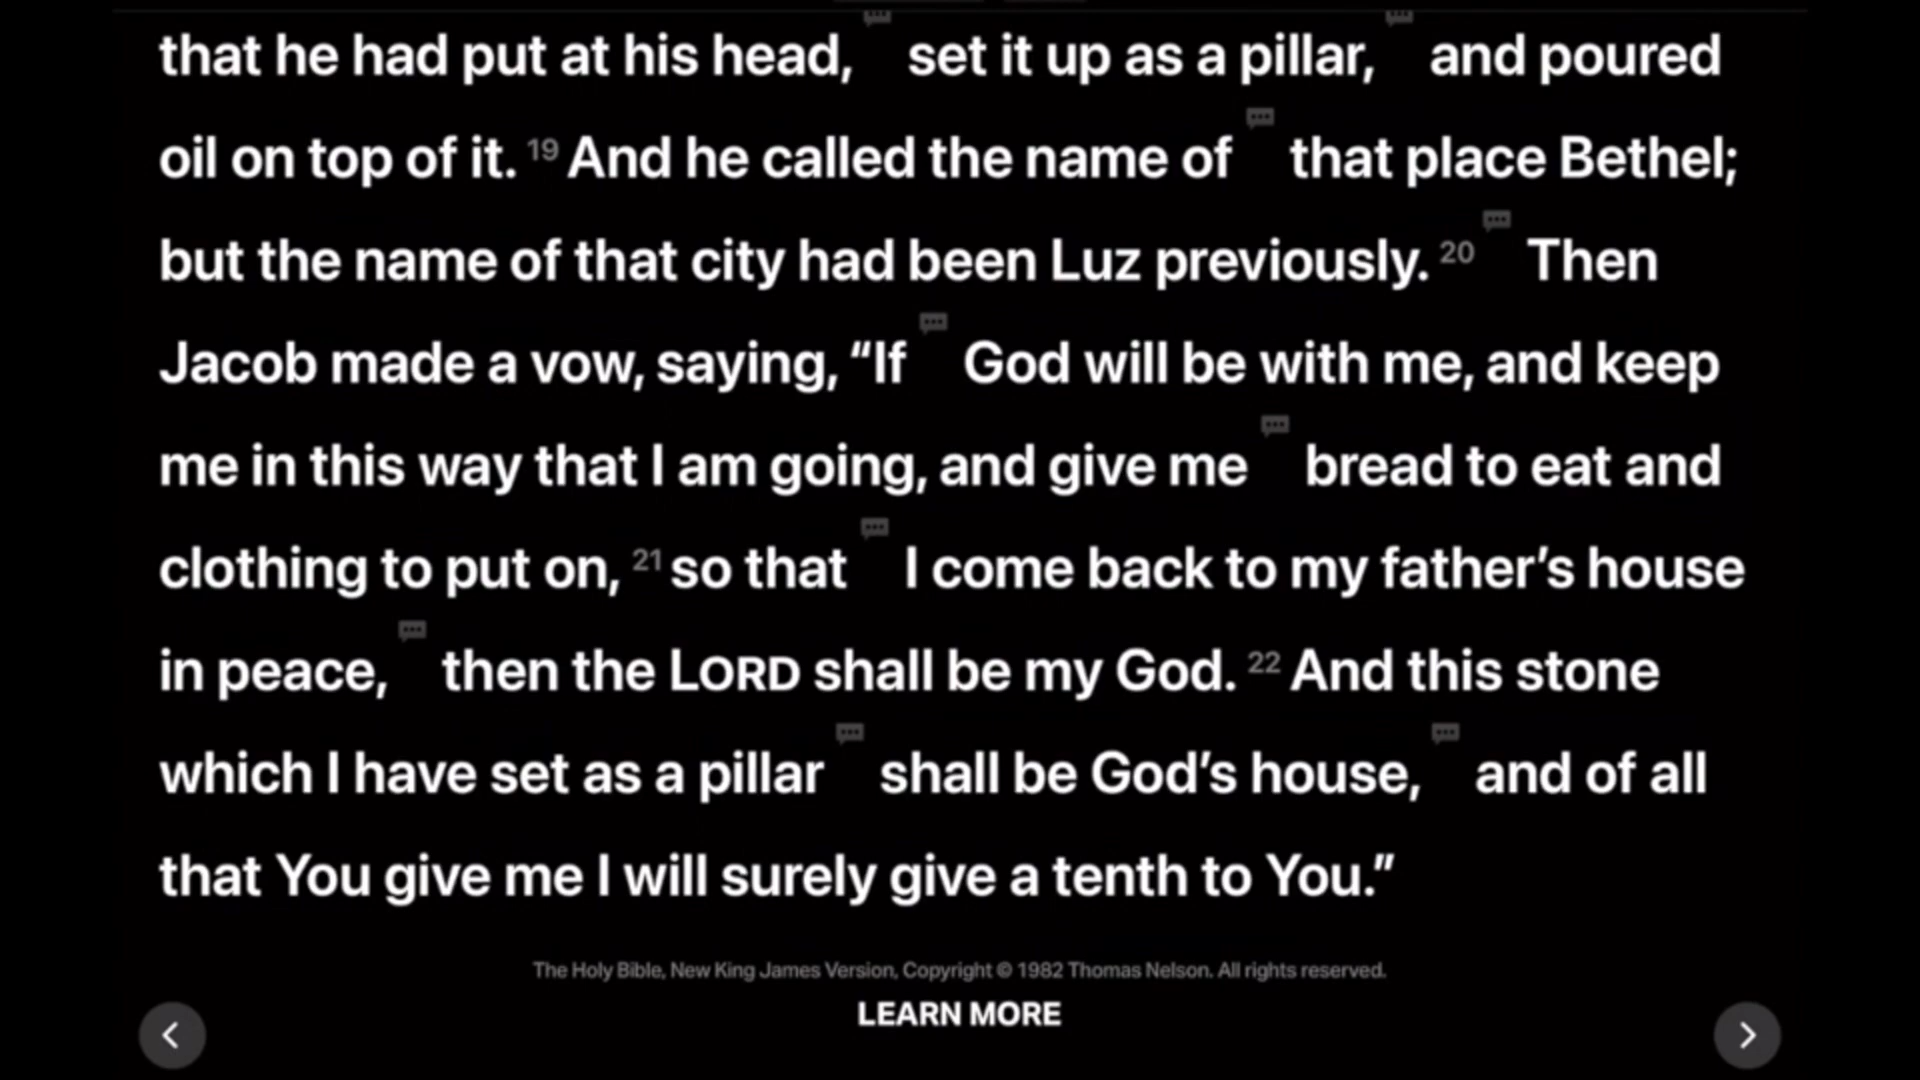 that he had put at his head, set it up as a pillar, and poured
oil on top of it. 19 And he called the name of that place Bethel;
but the name of that city had been Luz previously. 20 Then
Jacob made a vow, saying, “If God will be with me, and keep
me in this way that I am going, and give me bread to eat and
clothing to put on, 21 so that I come back to my father’s house
in peace, then the LORD shall be my God. 22 And this stone
which I have set as a pillar shall be God’s house, and of all
that You give me I will surely give a tenth to You.”
The Holy Bible, New King James Version, Copyright © 1982 Thomas Nelson. All rights reserved.
LEARN MORE